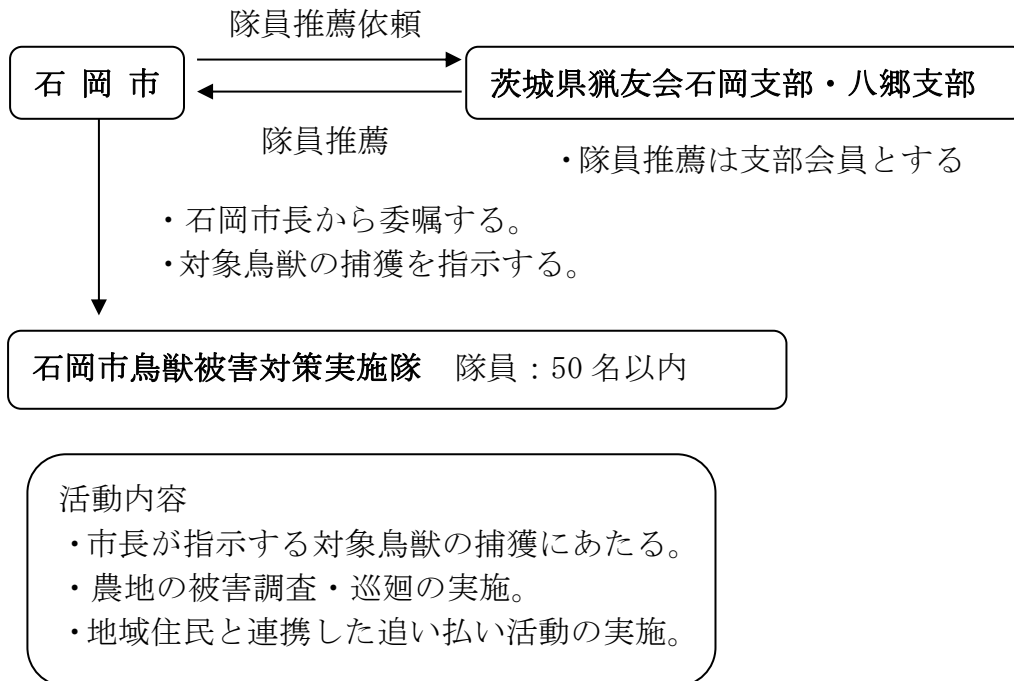 隊員推薦依頼
石 岡 市
茨城県猟友会石岡支部・八郷支部
隊員推薦
・隊員推薦は支部会員とする
・石岡市長から委嘱する。
・対象鳥獣の捕獲を指示する。
石岡市鳥獣被害対策実施隊　隊員：50 名以内
活動内容
・市長が指示する対象鳥獣の捕獲にあたる。
・農地の被害調査・巡廻の実施。
・地域住民と連携した追い払い活動の実施。